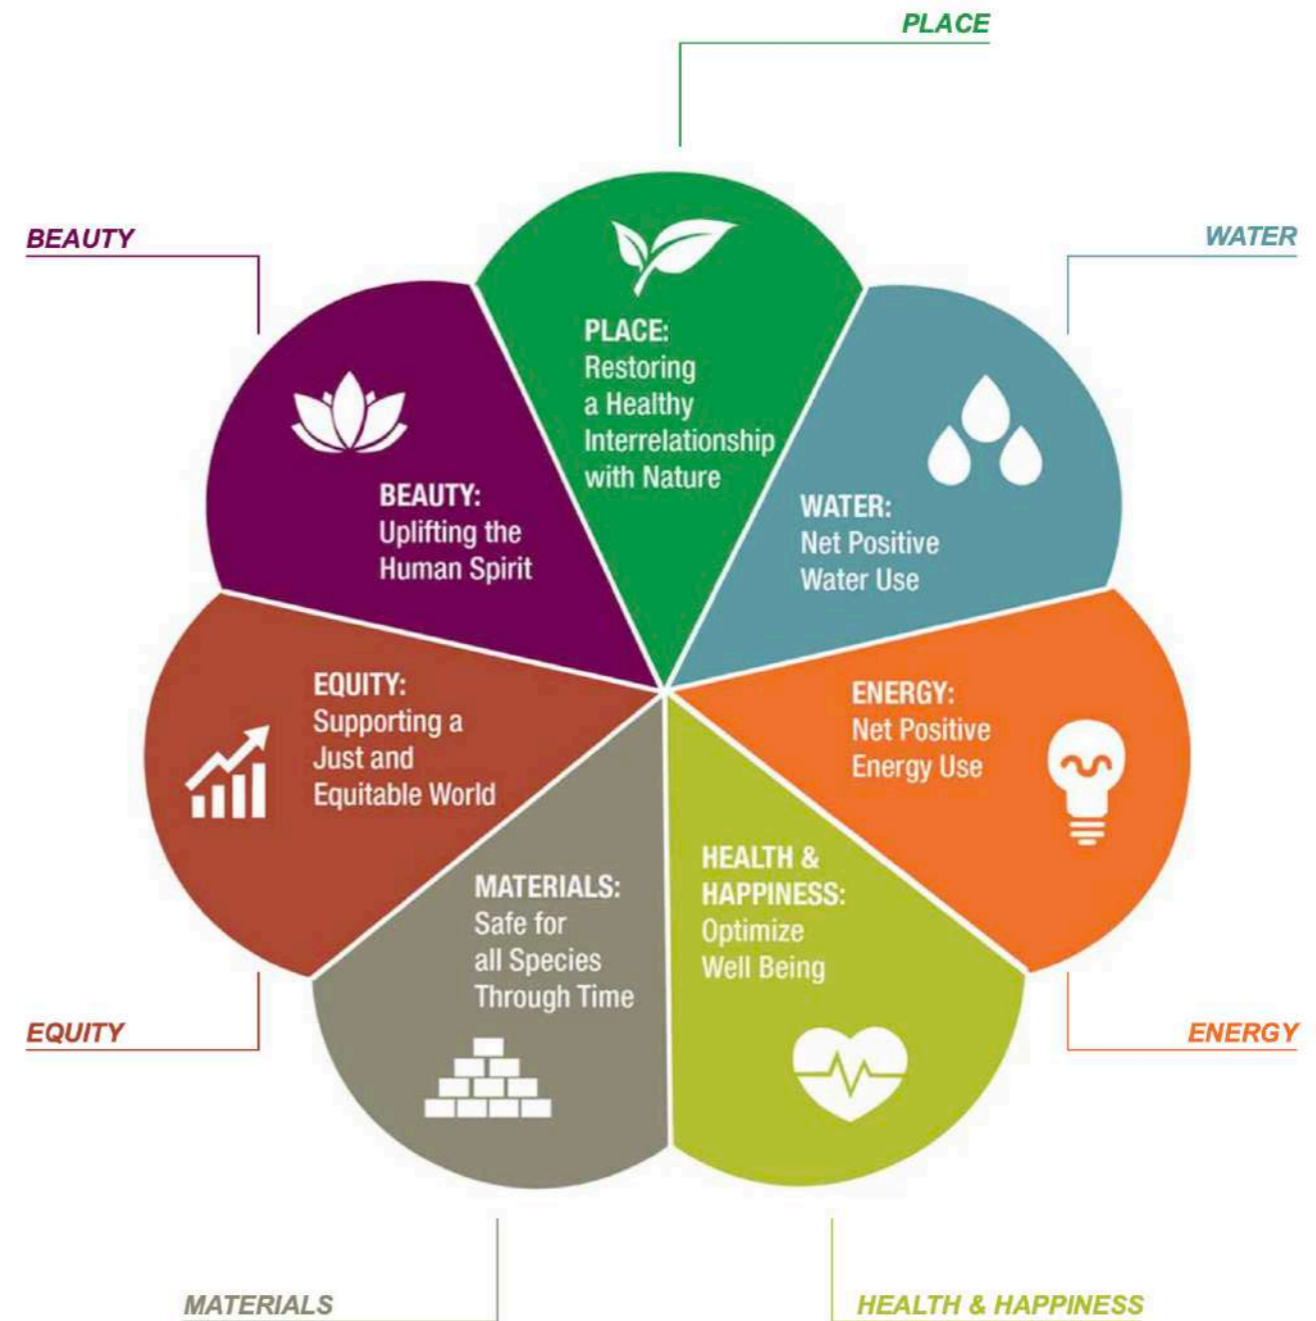 PLACE
BEAUTY
WATER
PLACE:
Restoring
a Healthy
Interrelationship
with Nature
BEAUTY:
Uplifting the
Human Spirit
WATER:
Net Positive
Water Use
EQUITY:
Supporting a
Just and
Equitable World
ENERGY:
Net Positive
Energy Use
MATERIALS:
Safe for
all Species
Through Time
HEALTH &
HAPPINESS:
Optimize
Well Being
EQUITY
ENERGY
MATERIALS
HEALTH & HAPPINESS